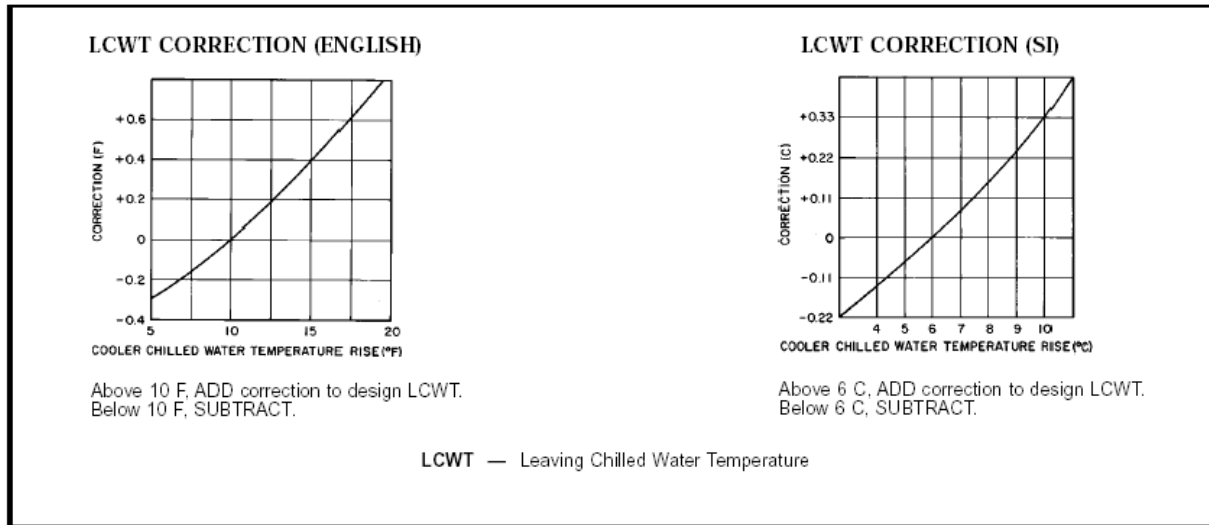 LCWT CORRECTION (ENGLISH)
CORRECTION (F)
+0.6
+0.4
+0.2
0
-0.2
-0.4
5 10 15 20
COOLER CHILLED WATER TEMPERATURE RISE (°F)
Above 10 F, ADD correction to design LCWT.
Below 10 F, SUBTRACT.
LCWT CORRECTION (SI)
CORRECTION (C)
+0.33
+0.22
+0.11
0
-0.11
-0.22
4 5 6 7 8 9 10
COOLER CHILLED WATER TEMPERATURE RISE (°C)
Above 6 C, ADD correction to design LCWT.
Below 6 C, SUBTRACT.
LCWT — Leaving Chilled Water Temperature